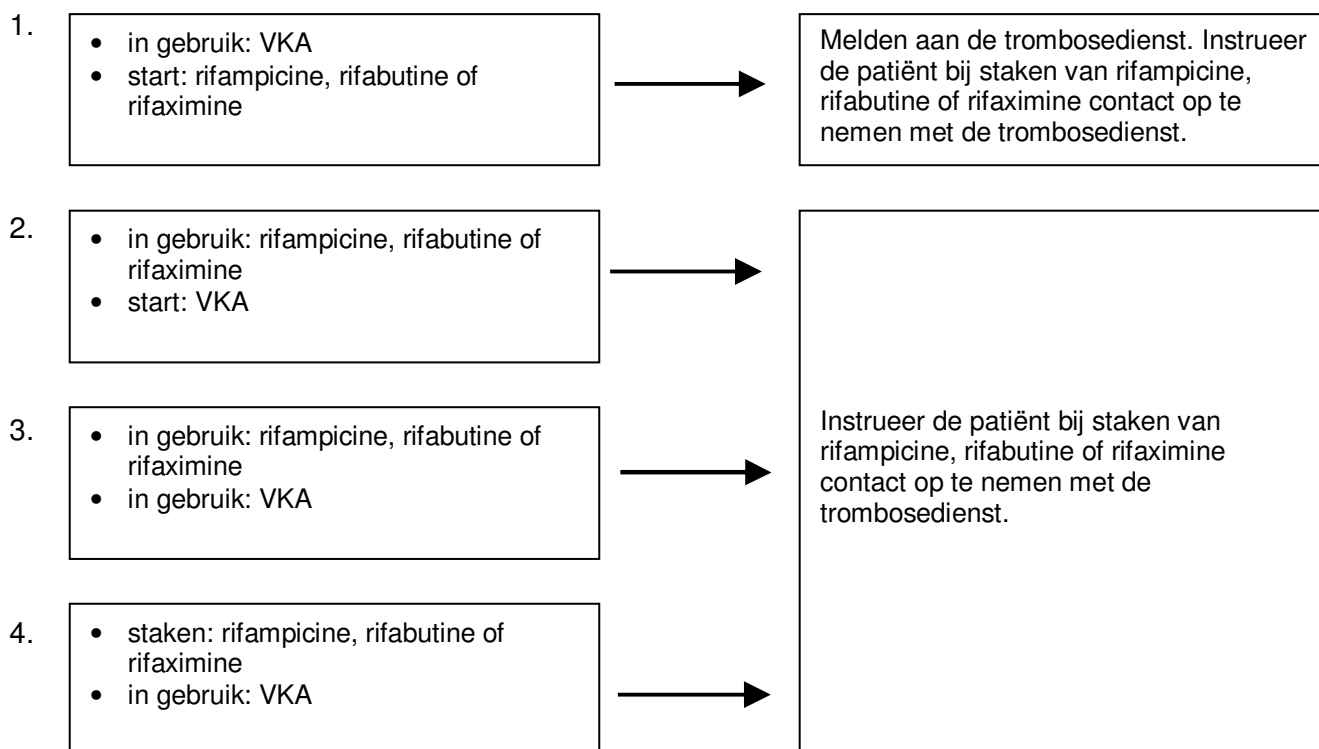 1.
• in gebruik: VKA
• start: rifampicine, rifabutine of
rifaximine
Melden aan de trombosedienst. Instrueer
de patiënt bij staken van rifampicine,
rifabutine of rifaximine contact op te
nemen met de trombosedienst.
2.
• in gebruik: rifampicine, rifabutine of
rifaximine
• start: VKA
3.
• in gebruik: rifampicine, rifabutine of
rifaximine
• in gebruik: VKA
Instrueer de patiënt bij staken van
rifampicine, rifabutine of rifaximine
contact op te nemen met de
trombosedienst.
4.
• staken: rifampicine, rifabutine of
rifaximine
• in gebruik: VKA